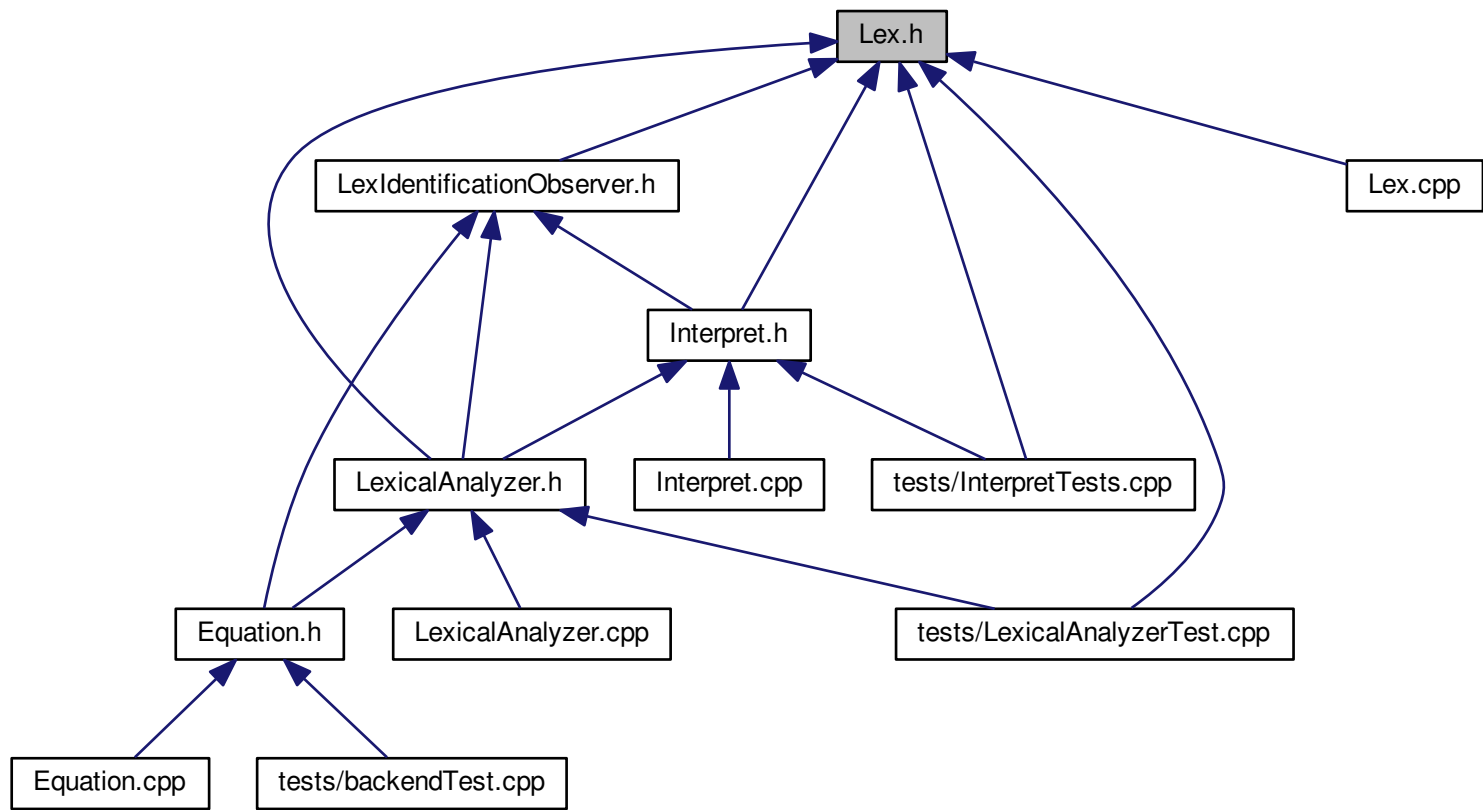 Lex.h
LexIdentificationObserver.h
Lex.cpp
Interpret.h
LexicalAnalyzer.h
Interpret.cpp
tests/InterpretTests.cpp
Equation.h
LexicalAnalyzer.cpp
tests/LexicalAnalyzerTest.cpp
Equation.cpp
tests/backendTest.cpp